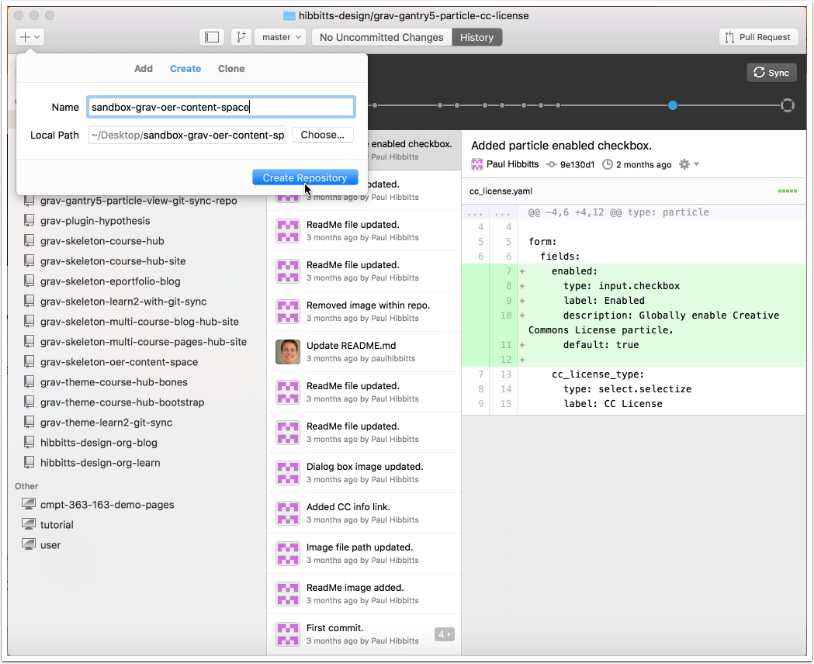 hibbitts-design/grav-gantry5-particle-cc-license
master
No Uncommitted Changes
History
Pull Request
Sync
Add
Create
Clone
Name
sandbox-grav-oer-content-space
Local Path
~/Desktop/sandbox-grav-oer-content-sp
Choose...
Create Repository
grav-gantry5-particle-view-git-sync-repo
grav-plugin-hypothesis
grav-skeleton-course-hub
grav-skeleton-course-hub-site
grav-skeleton-eportfolio-blog
grav-skeleton-learn2-with-git-sync
grav-skeleton-multi-course-blog-hub-site
grav-skeleton-multi-course-pages-hub-site
grav-skeleton-oer-content-space
grav-theme-course-hub-bones
grav-theme-course-hub-bootstrap
grav-theme-learn2-git-sync
hibbitts-design-org-blog
hibbitts-design-org-learn
Other
cmpt-363-163-demo-pages
tutorial
user
enabled checkbox.
Paul Hibbitts
3 months ago by Paul Hibbitts
ReadMe file updated.
3 months ago by Paul Hibbitts
ReadMe file updated.
3 months ago by Paul Hibbitts
Removed image within repo.
3 months ago by Paul Hibbitts
Update README.md
3 months ago by paulhibbitts
ReadMe file updated.
3 months ago by Paul Hibbitts
ReadMe file updated.
3 months ago by Paul Hibbitts
Dialog box image updated.
3 months ago by Paul Hibbitts
Added CC info link.
3 months ago by Paul Hibbitts
Image file path updated.
3 months ago by Paul Hibbitts
ReadMe image added.
3 months ago by Paul Hibbitts
First commit.
3 months ago by Paul Hibbitts
4
Added particle enabled checkbox.
Paul Hibbitts 9e130d1 2 months ago
cc_license.yaml
... ... @@ -4,6 +4,12 @@ type: particle
4 4
5 5 form:
6 6 fields:
7 + enabled:
8 + type: input.checkbox
9 + label: Enabled
10 + description: Globally enable Creative
Commons License particle.
11 + default: true
12 +
7 13 cc_license_type:
8 14 type: select.selectize
9 15 label: CC License